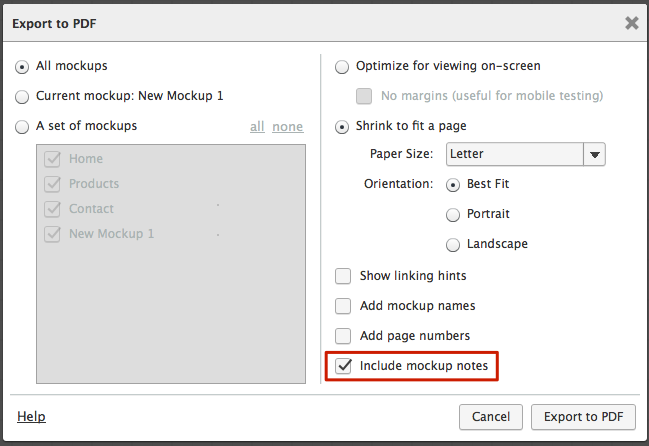 Export to PDF
All mockups
Current mockup: New Mockup 1
A set of mockups
all none
Home
Products
Contact
New Mockup 1
Optimize for viewing on-screen
No margins (useful for mobile testing)
Shrink to fit a page
Paper Size: Letter
Orientation: Best Fit
Portrait
Landscape
Show linking hints
Add mockup names
Add page numbers
Include mockup notes
Help
Cancel
Export to PDF